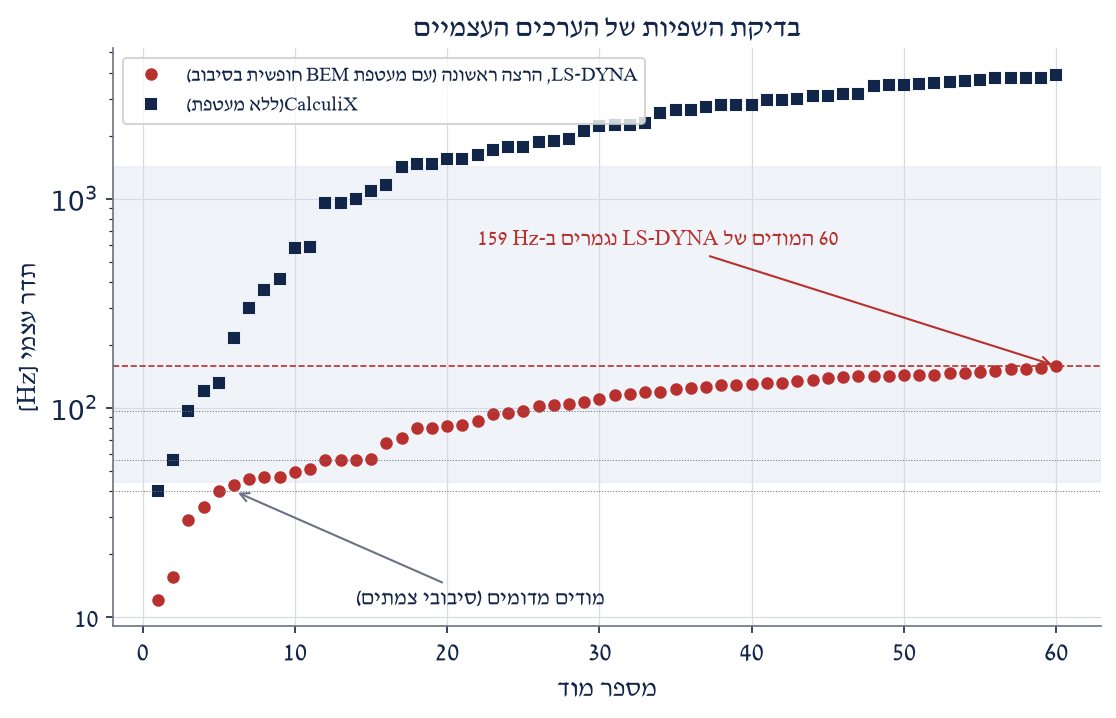 בדיקת השפיות של הערכים העצמיים
LS-DYNA, הרצה ראשונה (עם מעטפת BEM חופשית בסיבוב)
CalculiX(ללא מעטפת)
60 המודים של LS-DYNA נגמרים ב-159 Hz
מודים מדומים (סיבובי צמתים)
תדר עצמי [Hz]
10³
10²
10
0 10 20 30 40 50 60
מספר מוד